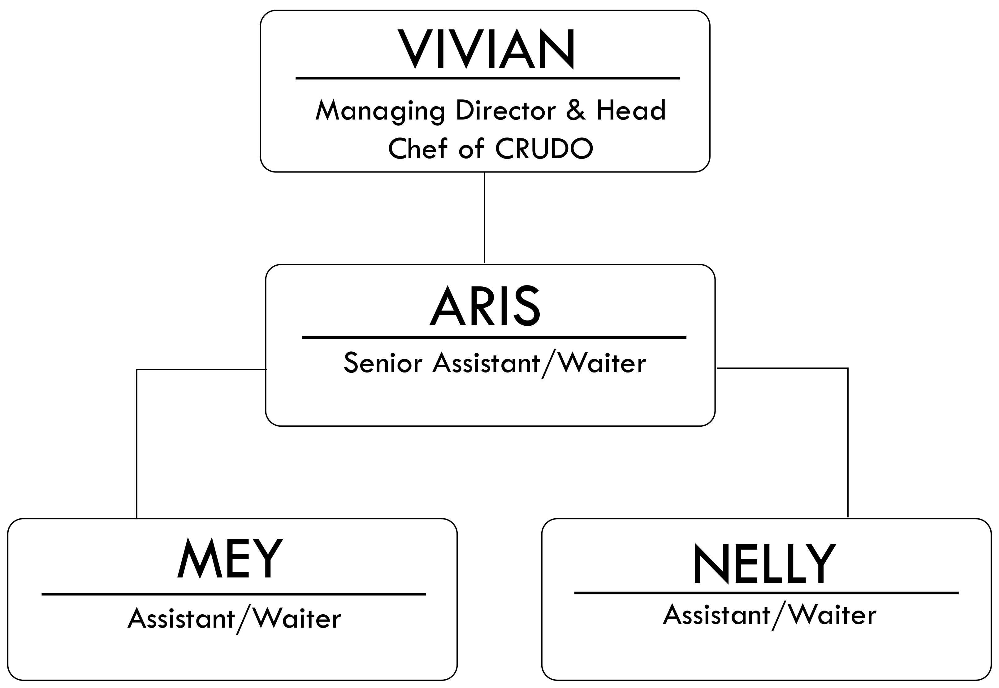 VIVIAN
Managing Director & Head
Chef of CRUDO
ARIS
Senior Assistant/Waiter
MEY
Assistant/Waiter
NELLY
Assistant/Waiter